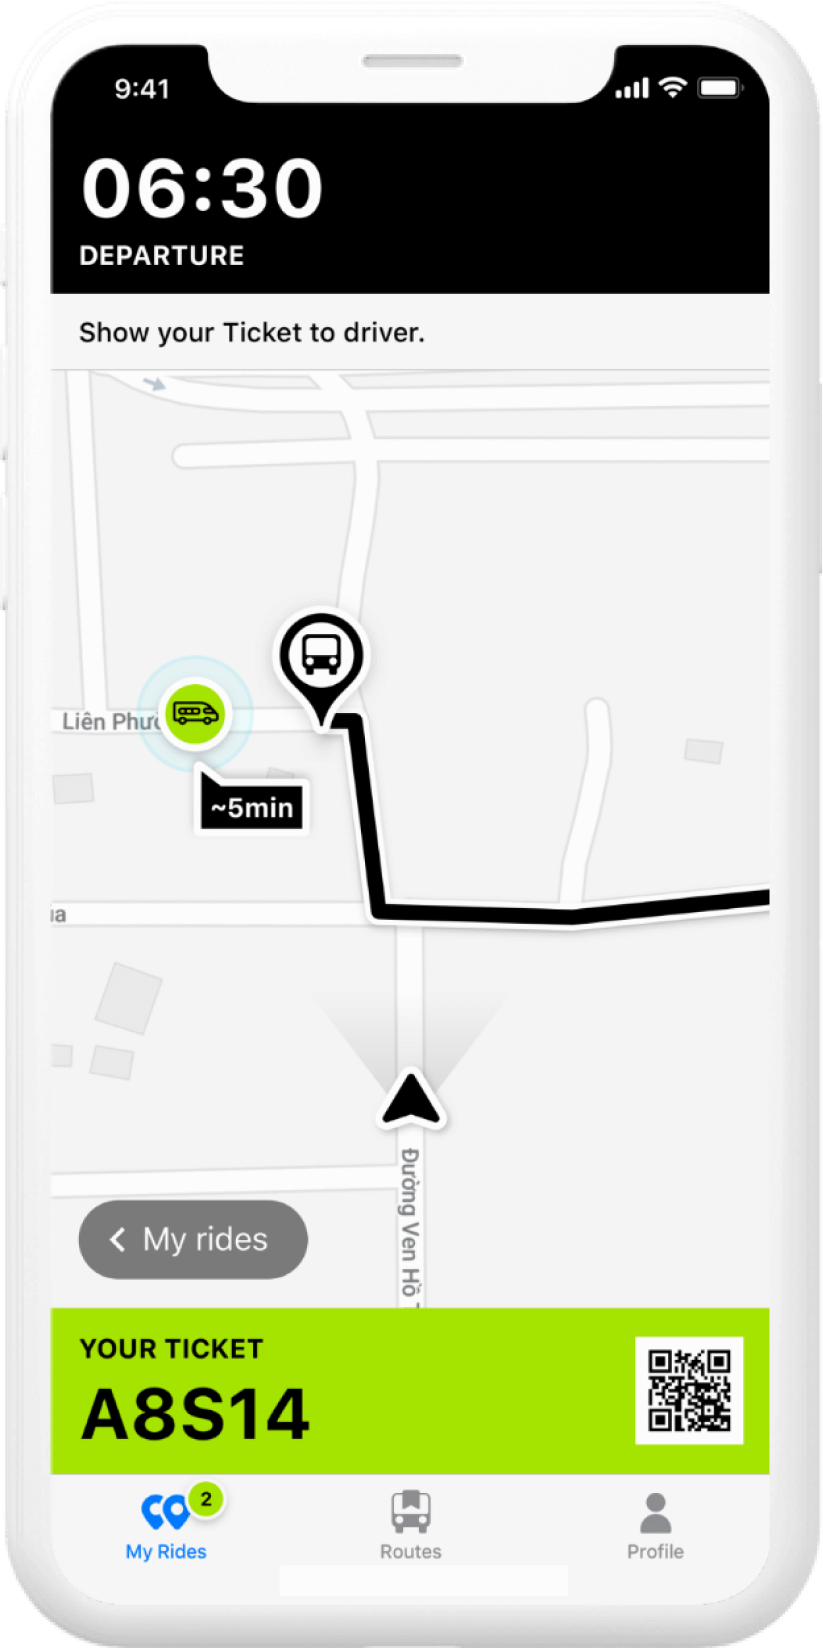 9:41
06:30
DEPARTURE
Show your Ticket to driver.
Liên
~5min
Đường Ven Hồ
My rides
YOUR TICKET
A8S14
2
My Rides
Routes
Profile